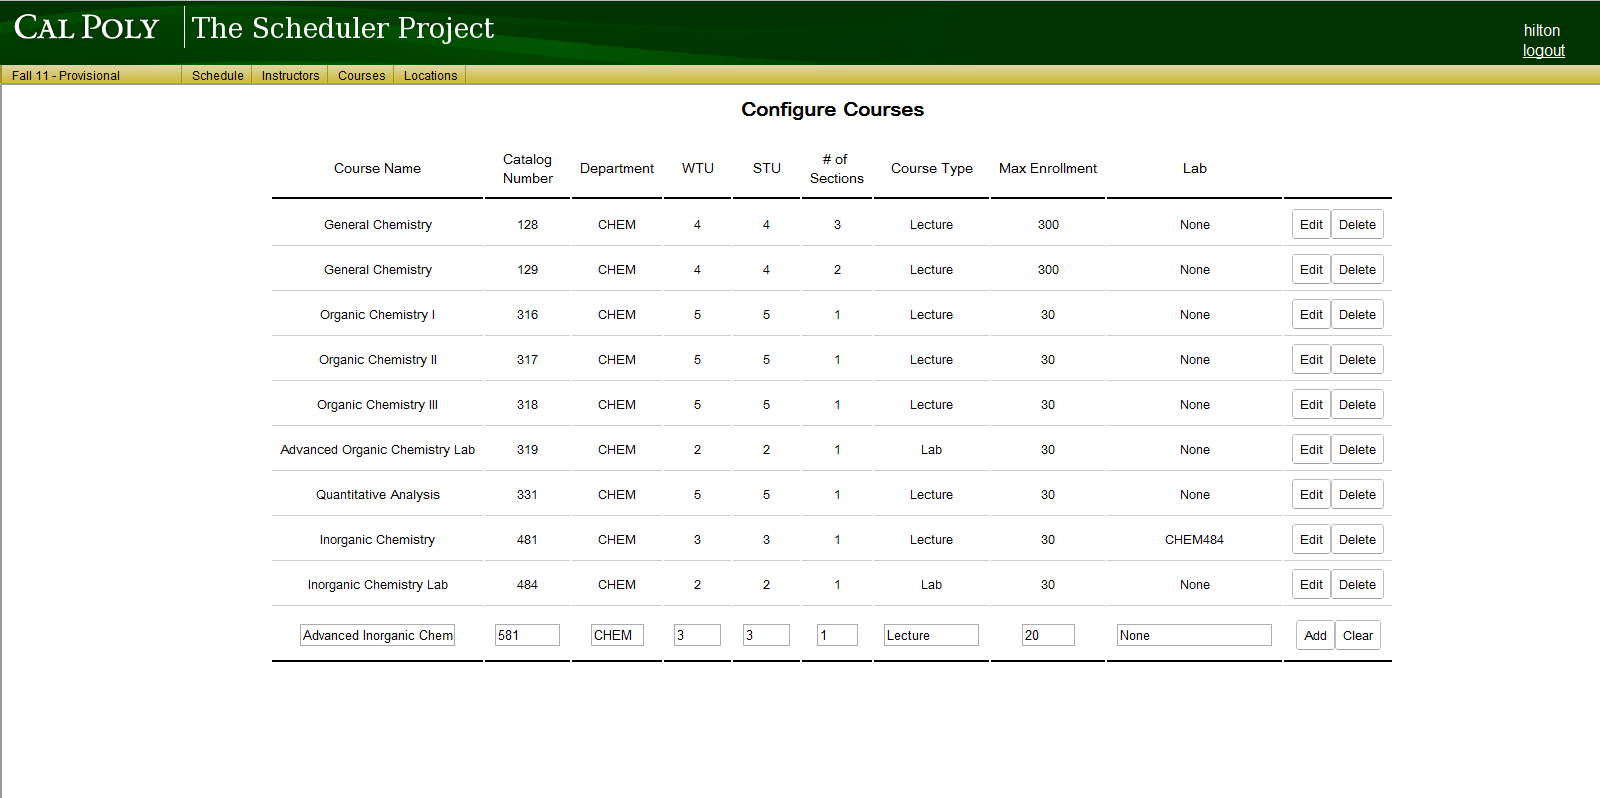 CAL POLY The Scheduler Project
hilton
logout
Fall 11 - Provisional Schedule Instructors Courses Locations
Configure Courses
Course Name Catalog Number Department WTU STU # of Sections Course Type Max Enrollment Lab
General Chemistry 128 CHEM 4 4 3 Lecture 300 None Edit Delete
General Chemistry 129 CHEM 4 4 2 Lecture 300 None Edit Delete
Organic Chemistry I 316 CHEM 5 5 1 Lecture 30 None Edit Delete
Organic Chemistry II 317 CHEM 5 5 1 Lecture 30 None Edit Delete
Organic Chemistry III 318 CHEM 5 5 1 Lecture 30 None Edit Delete
Advanced Organic Chemistry Lab 319 CHEM 2 2 1 Lab 30 None Edit Delete
Quantitative Analysis 331 CHEM 5 5 1 Lecture 30 None Edit Delete
Inorganic Chemistry 481 CHEM 3 3 1 Lecture 30 CHEM484 Edit Delete
Inorganic Chemistry Lab 484 CHEM 2 2 1 Lab 30 None Edit Delete
Advanced Inorganic Chem 581 CHEM 3 3 1 Lecture 20 None Add Clear